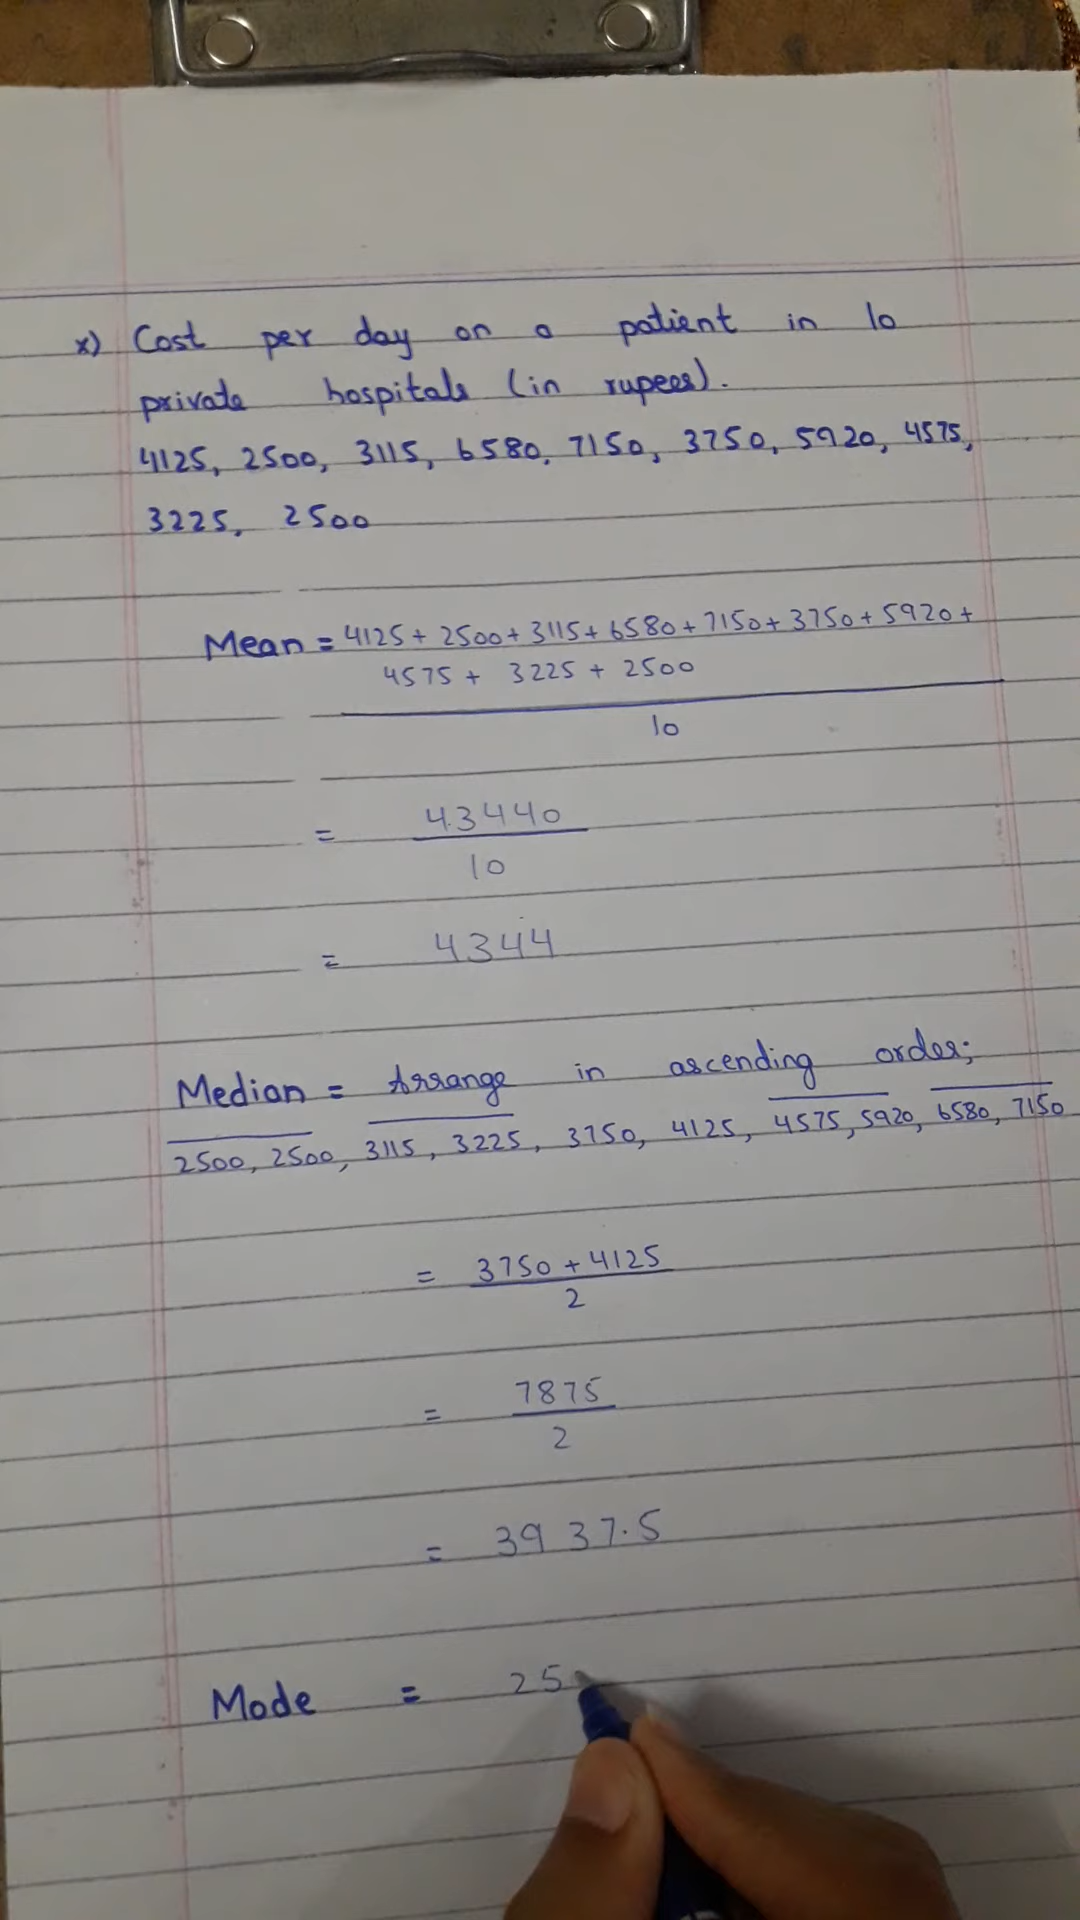 x) Cost per day on a patient in 10
private hospitals (in rupees).
4125, 2500, 3115, 6580, 7150, 3750, 5920, 4575,
3225, 2500
Mean = 4125 + 2500 + 3115 + 6580 + 7150 + 3750 + 5920 +
4575 + 3225 + 2500
10
= 43440
10
= 4344
Median = Arrange in ascending order;
2500, 2500, 3115, 3225, 3750, 4125, 4575, 5920, 6580, 7150
= 3750 + 4125
2
= 7875
2
= 3937.5
Mode = 25